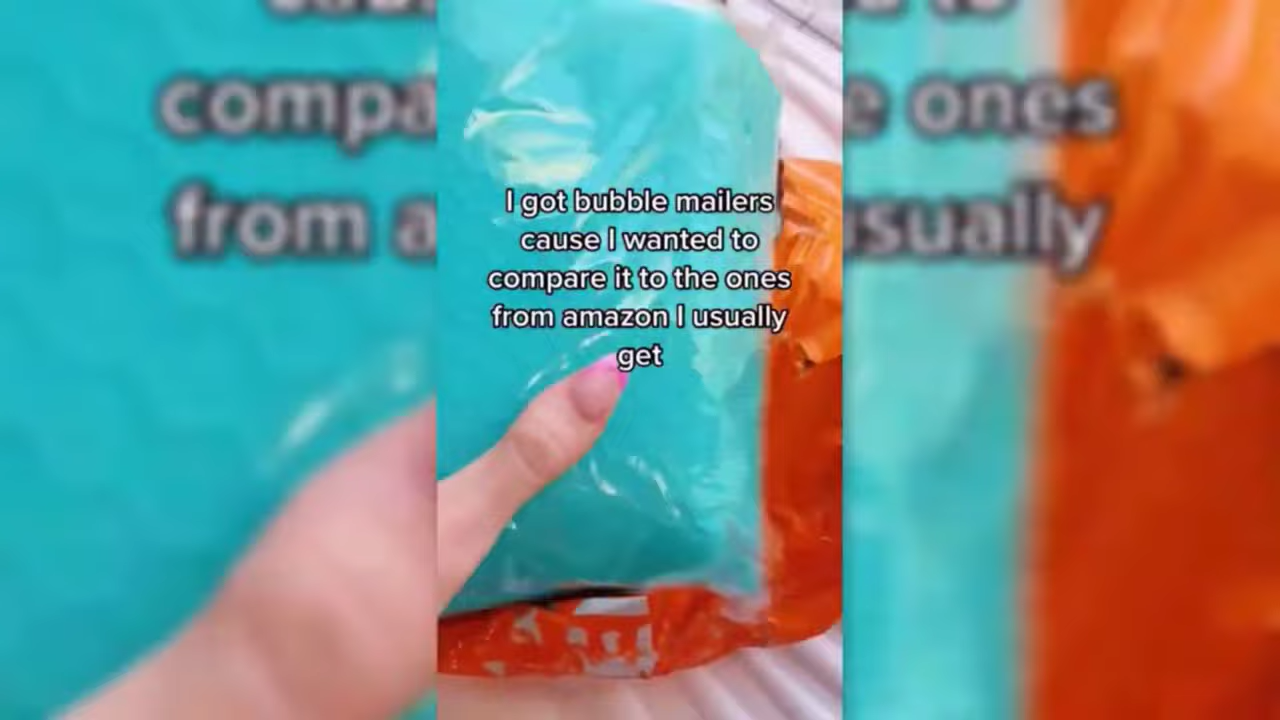 I got bubble mailers
cause I wanted to
compare it to the ones
from amazon I usually
get